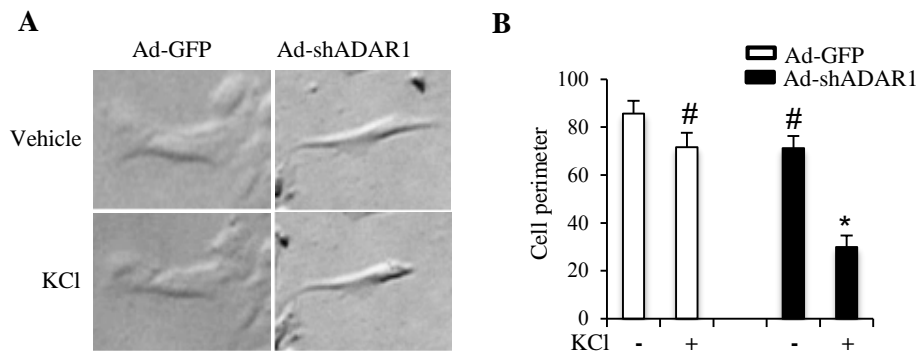 A
Ad-GFP Ad-shADAR1
Vehicle
KCl
B
Ad-GFP
Ad-shADAR1
Cell perimeter
100
80
60
40
20
0
# # *
KCl - + - +